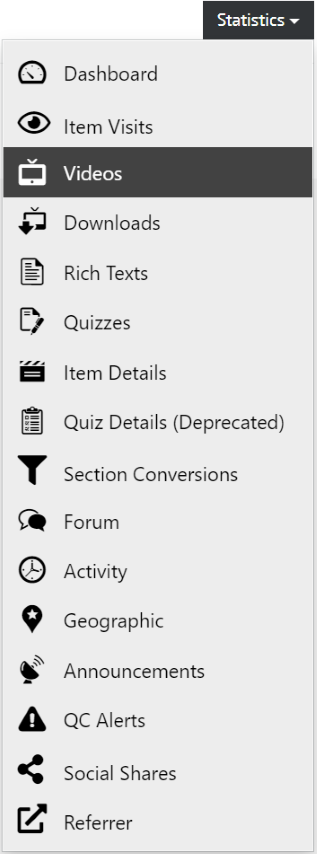 Statistics
Dashboard
Item Visits
Videos
Downloads
Rich Texts
Quizzes
Item Details
Quiz Details (Deprecated)
Section Conversions
Forum
Activity
Geographic
Announcements
QC Alerts
Social Shares
Referrer